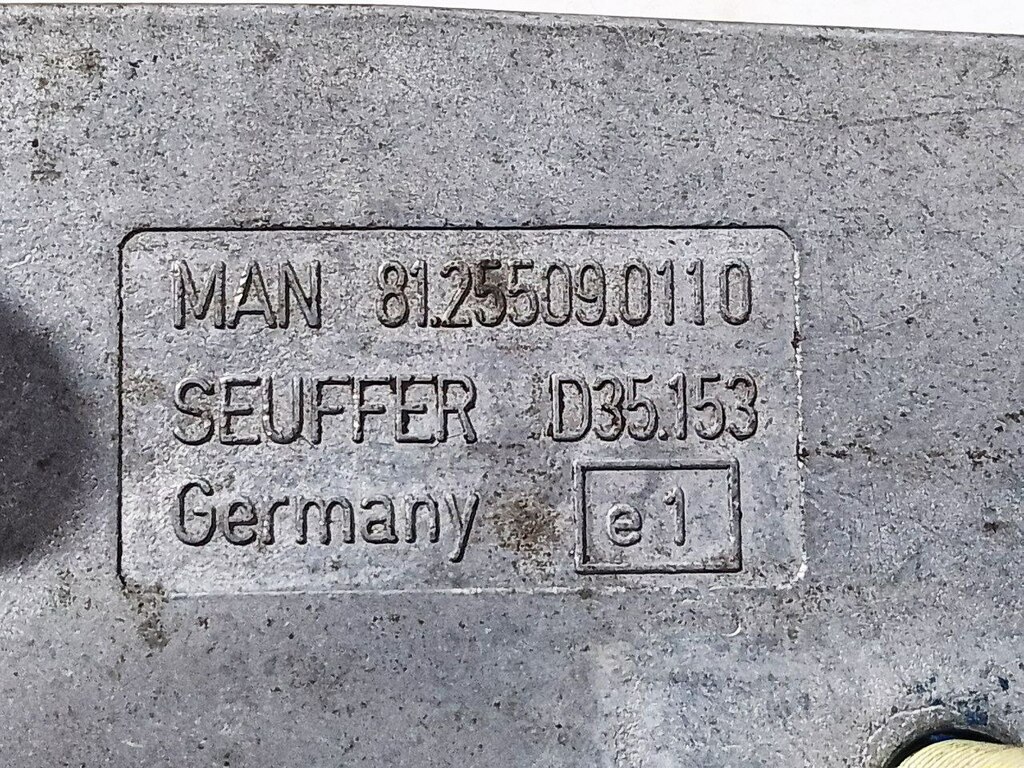 MAN 81.25509.0110
SEUFFER D35.153
Germany e1